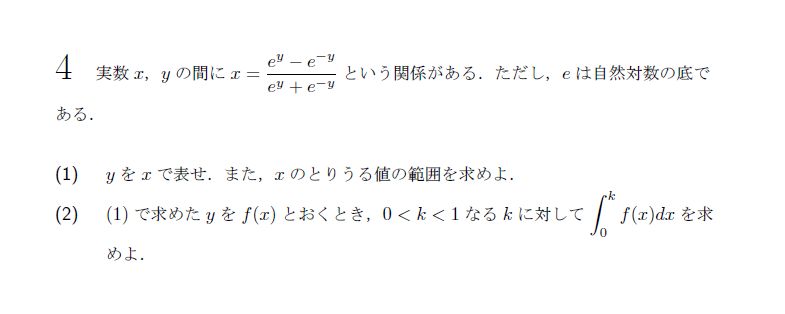 4 実数 x, y の間に x = \frac{e^y - e^{-y}}{e^y + e^{-y}} という関係がある．ただし，e は自然対数の底で
ある．
(1) y を x で表せ．また，x のとりうる値の範囲を求めよ．
(2) (1) で求めた y を f(x) とおくとき，0 < k < 1 なる k に対して \int_0^k f(x)dx を求
めよ．